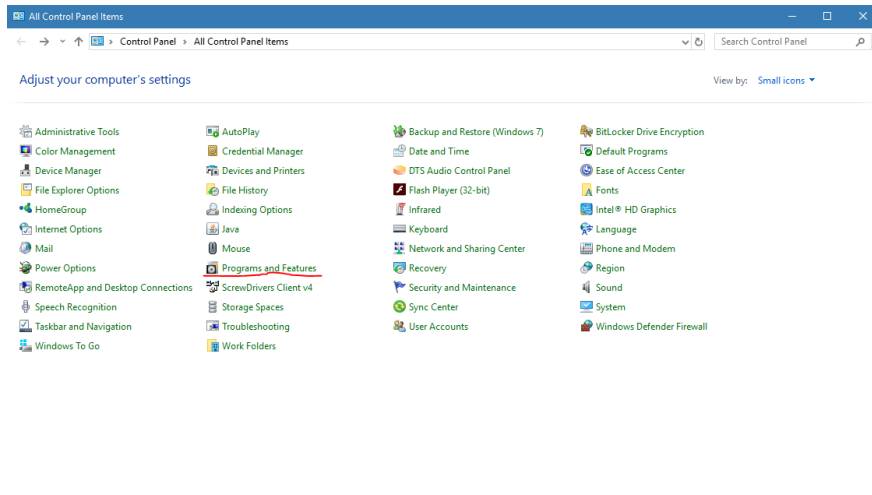 All Control Panel Items
Control Panel > All Control Panel Items
Search Control Panel
Adjust your computer's settings
View by: Small icons
Administrative Tools
AutoPlay
Backup and Restore (Windows 7)
BitLocker Drive Encryption
Color Management
Credential Manager
Date and Time
Default Programs
Device Manager
Devices and Printers
DTS Audio Control Panel
Ease of Access Center
File Explorer Options
File History
Flash Player (32-bit)
Fonts
HomeGroup
Indexing Options
Infrared
Intel® HD Graphics
Internet Options
Java
Keyboard
Language
Mail
Mouse
Network and Sharing Center
Phone and Modem
Power Options
Programs and Features
Recovery
Region
RemoteApp and Desktop Connections
ScrewDrivers Client v4
Security and Maintenance
Sound
Speech Recognition
Storage Spaces
Sync Center
System
Taskbar and Navigation
Troubleshooting
User Accounts
Windows Defender Firewall
Windows To Go
Work Folders